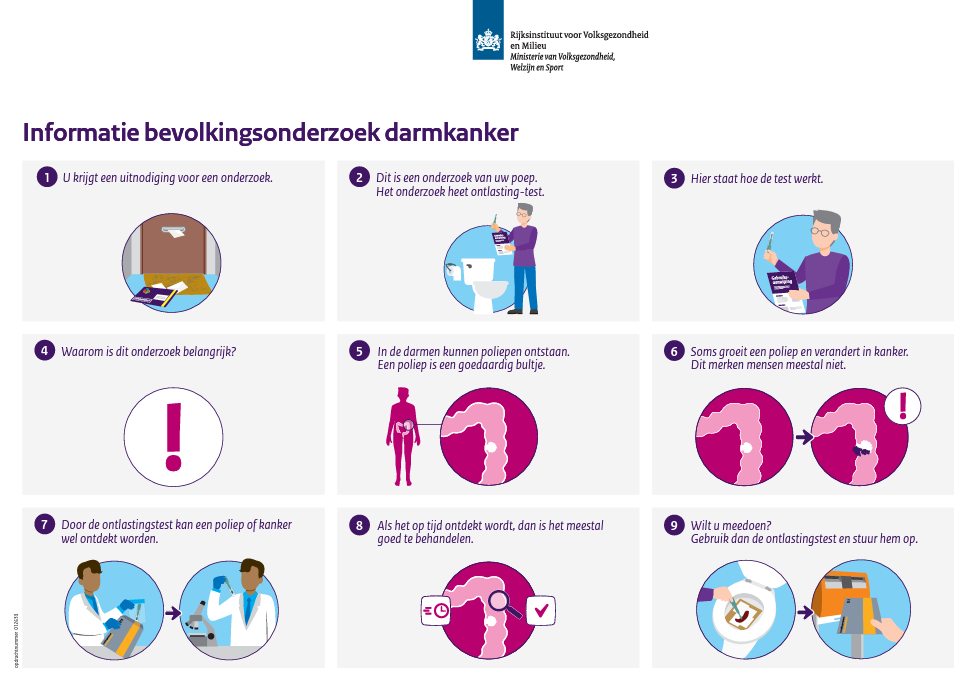 Rijksinstituut voor Volksgezondheid
en Milieu
Ministerie van Volksgezondheid,
Welzijn en Sport
Informatie bevolkingsonderzoek darmkanker
1 U krijgt een uitnodiging voor een onderzoek.
2 Dit is een onderzoek van uw poep.
Het onderzoek heet ontlasting-test.
3 Hier staat hoe de test werkt.
Gebruiks-
aanwijzing
4 Waarom is dit onderzoek belangrijk?
!
5 In de darmen kunnen poliepen ontstaan.
Een poliep is een goedaardig bultje.
6 Soms groeit een poliep en verandert in kanker.
Dit merken mensen meestal niet.
!
7 Door de ontlastingstest kan een poliep of kanker
wel ontdekt worden.
8 Als het op tijd ontdekt wordt, dan is het meestal
goed te behandelen.
9 Wilt u meedoen?
Gebruik dan de ontlastingstest en stuur hem op.